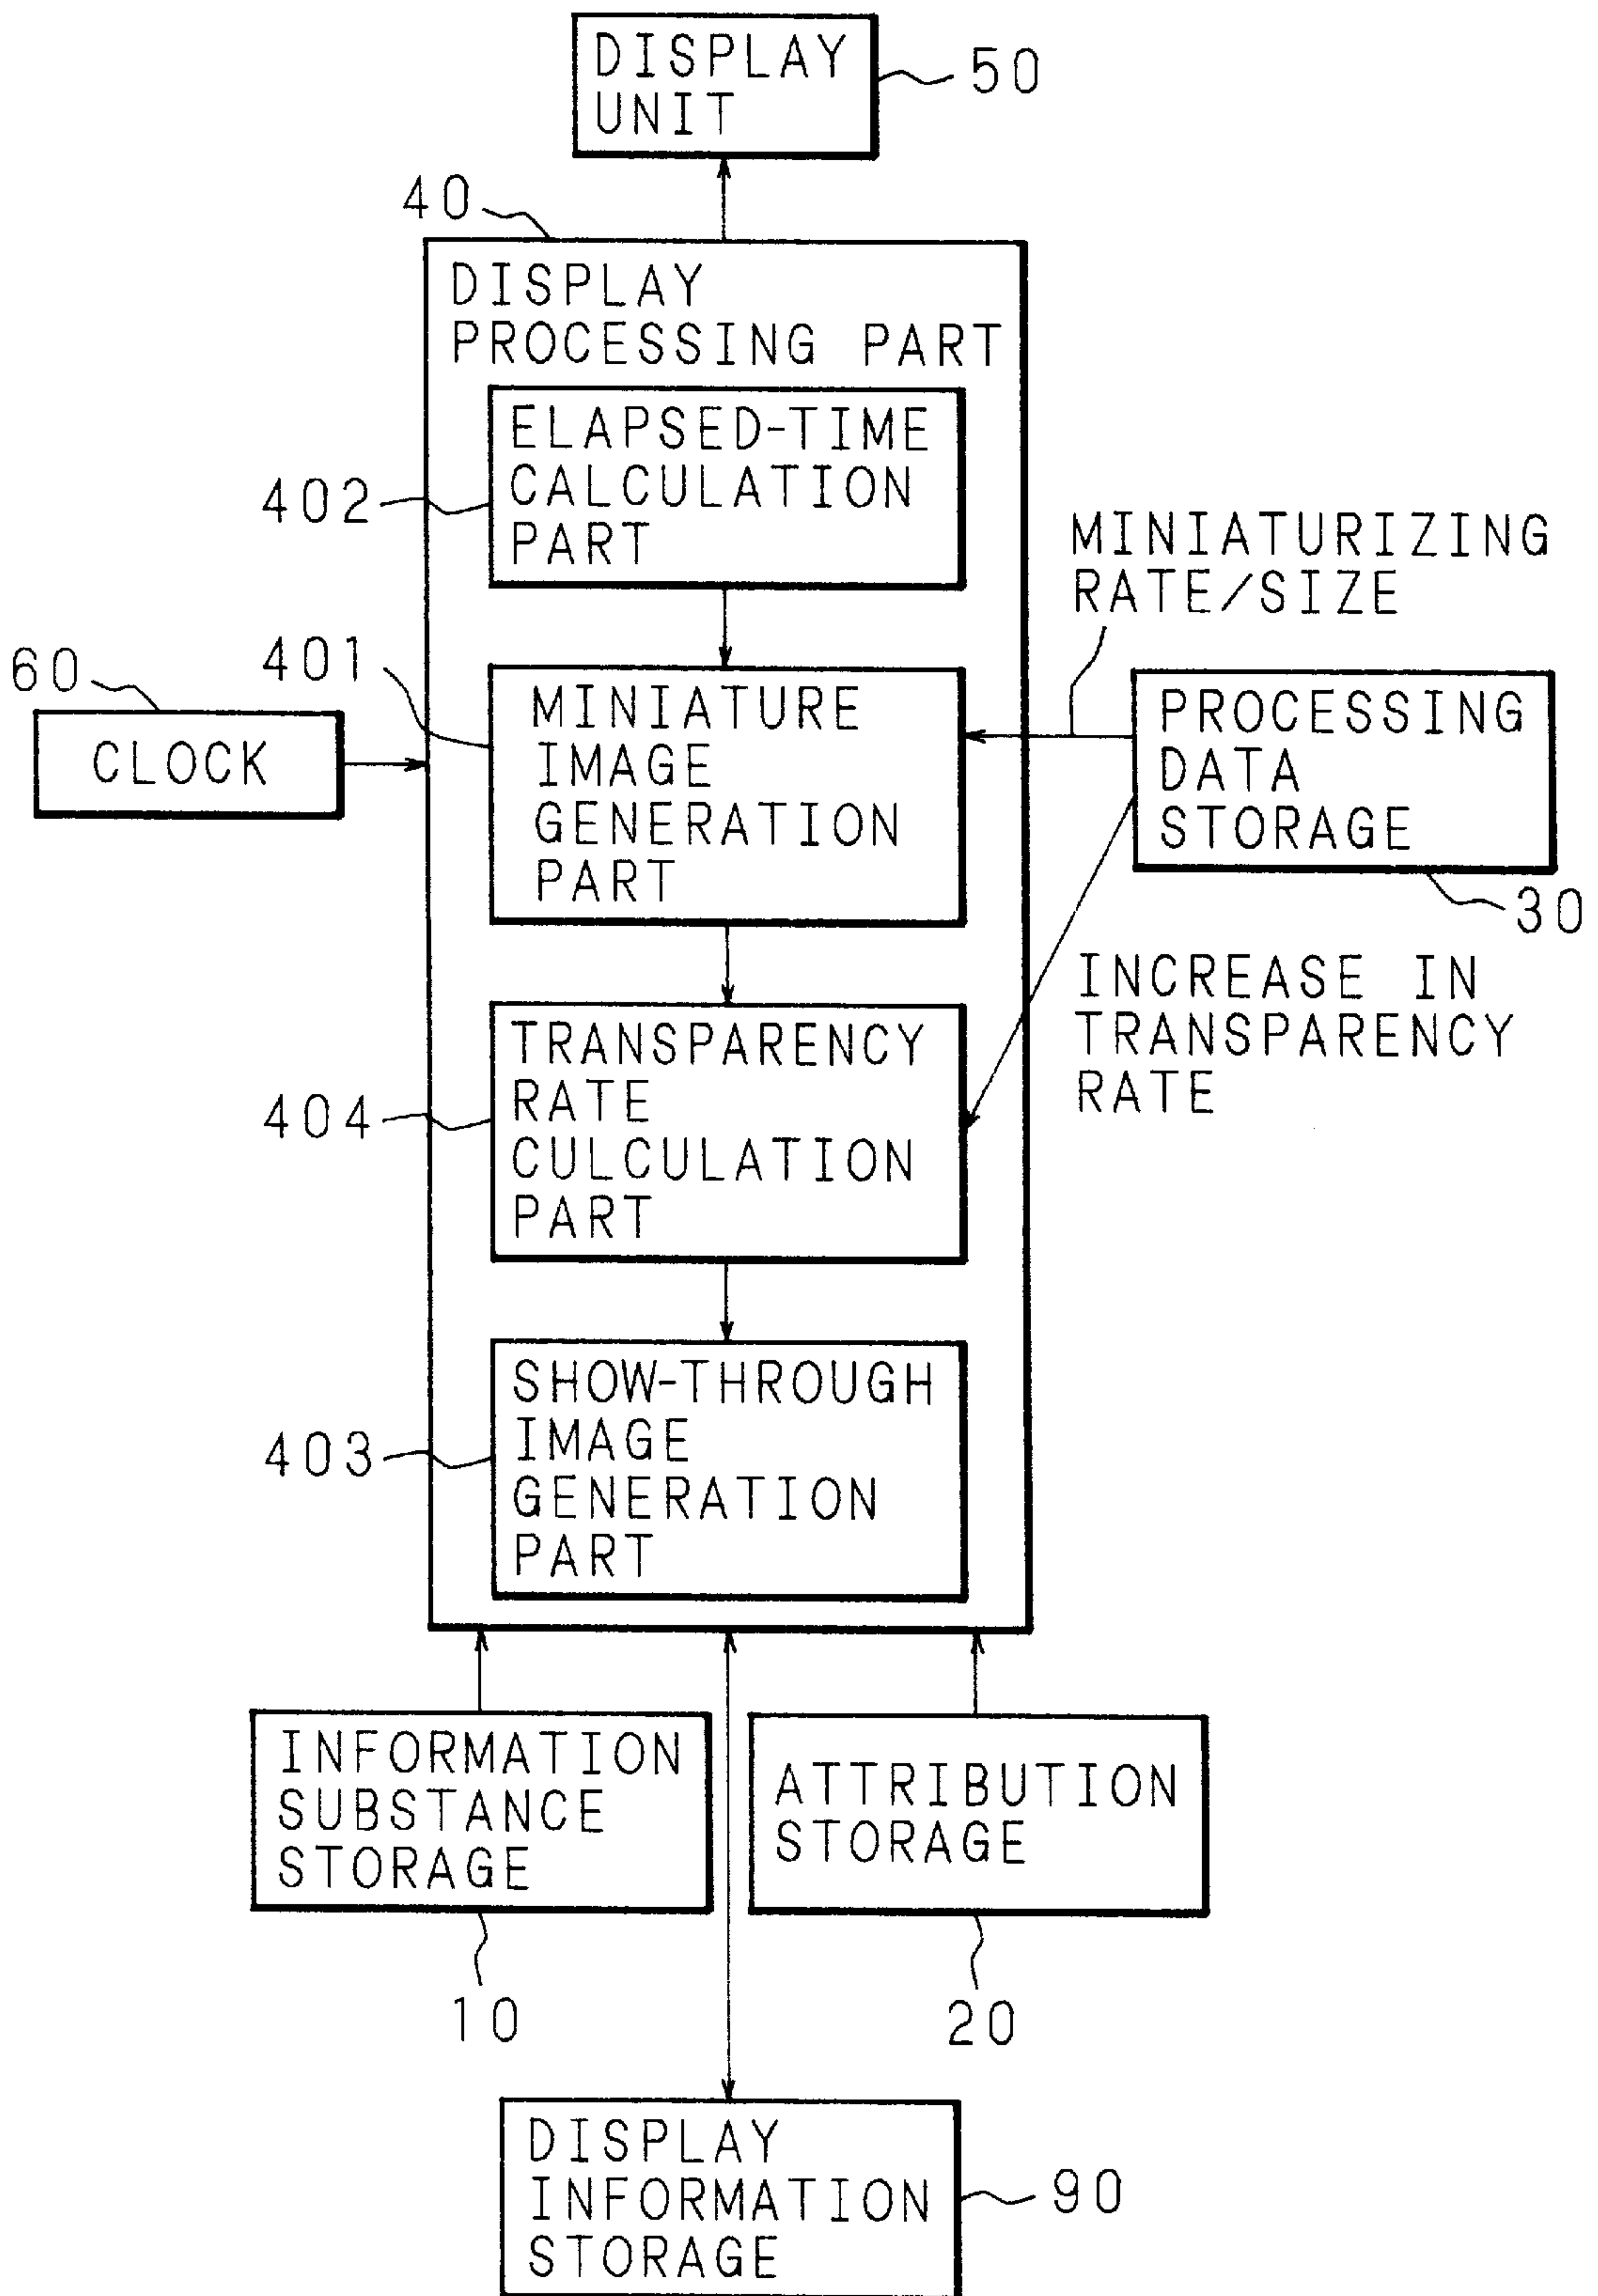 DISPLAY
UNIT
50
40
DISPLAY
PROCESSING PART
ELAPSED-TIME
CALCULATION
PART
402
MINIATURIZING
RATE/SIZE
60
CLOCK
401
MINIATURE
IMAGE
GENERATION
PART
PROCESSING
DATA
STORAGE
30
INCREASE IN
TRANSPARENCY
RATE
TRANSPARENCY
RATE
CULCULATION
PART
404
SHOW-THROUGH
IMAGE
GENERATION
PART
403
INFORMATION
SUBSTANCE
STORAGE
10
ATTRIBUTION
STORAGE
20
DISPLAY
INFORMATION
STORAGE
90